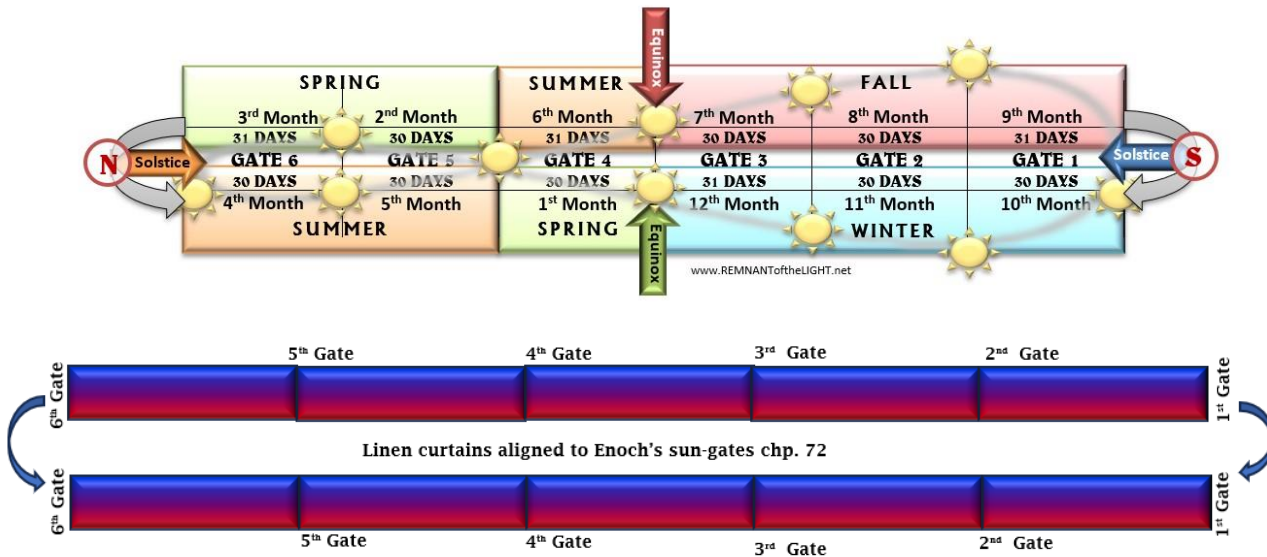 Equinox
SPRING SUMMER FALL
3rd Month 2nd Month 6th Month 7th Month 8th Month 9th Month
31 DAYS 30 DAYS 31 DAYS 30 DAYS 30 DAYS 31 DAYS
N Solstice GATE 6 GATE 5 GATE 4 GATE 3 GATE 2 GATE 1 Solstice S
30 DAYS 30 DAYS 30 DAYS 31 DAYS 30 DAYS 30 DAYS
4th Month 5th Month 1st Month 12th Month 11th Month 10th Month
SUMMER SPRING WINTER
Equinox
www.REMNANToftheLIGHT.net
5th Gate 4th Gate 3rd Gate 2nd Gate
6th Gate 1st Gate
Linen curtains aligned to Enoch's sun-gates chp. 72
6th Gate 1st Gate
5th Gate 4th Gate 3rd Gate 2nd Gate